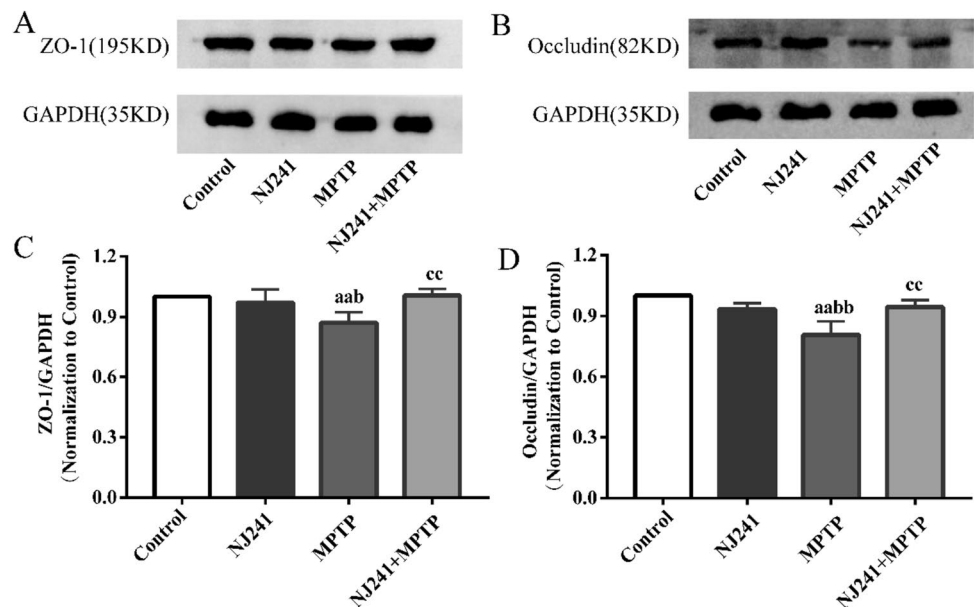 A
ZO-1(195KD)
GAPDH(35KD)
Control
NJ241
MPTP
NJ241+MPTP
B
Occludin(82KD)
GAPDH(35KD)
Control
NJ241
MPTP
NJ241+MPTP
C
ZO-1/GAPDH
(Normalization to Control)
1.2
0.9
0.6
0.3
0.0
aab
cc
Control
NJ241
MPTP
NJ241+MPTP
D
Occludin/GAPDH
(Normalization to Control)
1.2
0.9
0.6
0.3
0.0
aabb
cc
Control
NJ241
MPTP
NJ241+MPTP